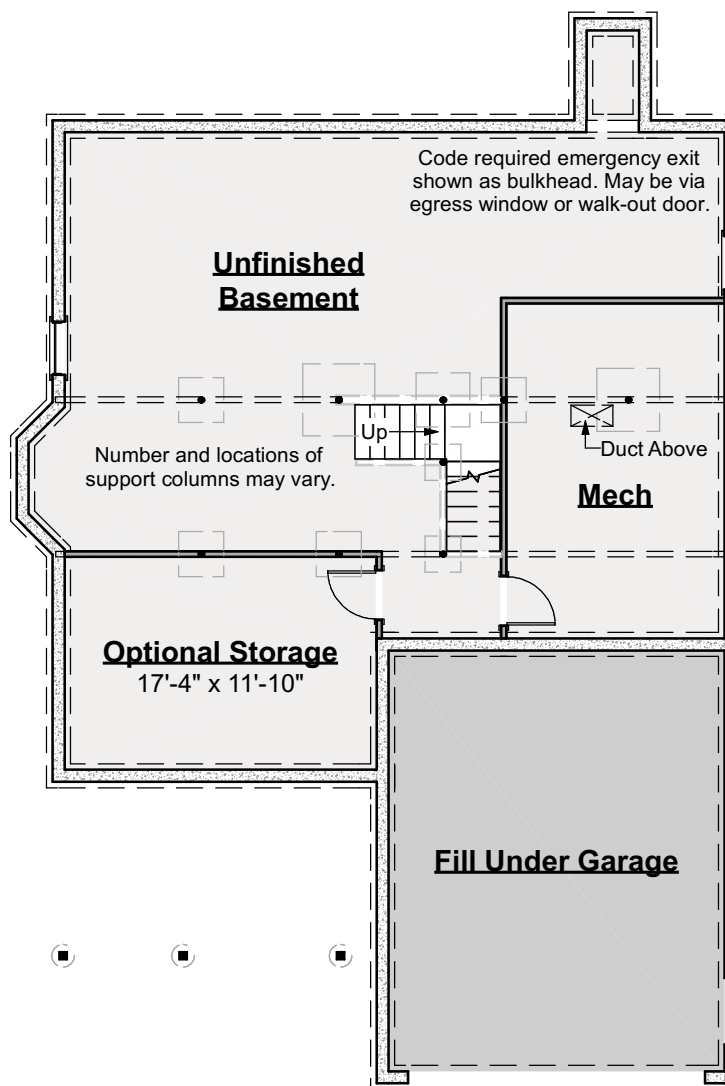 Code required emergency exit
shown as bulkhead. May be via
egress window or walk-out door.
Unfinished
Basement
Up
Duct Above
Number and locations of
support columns may vary.
Mech
Optional Storage
17'-4" x 11'-10"
Fill Under Garage